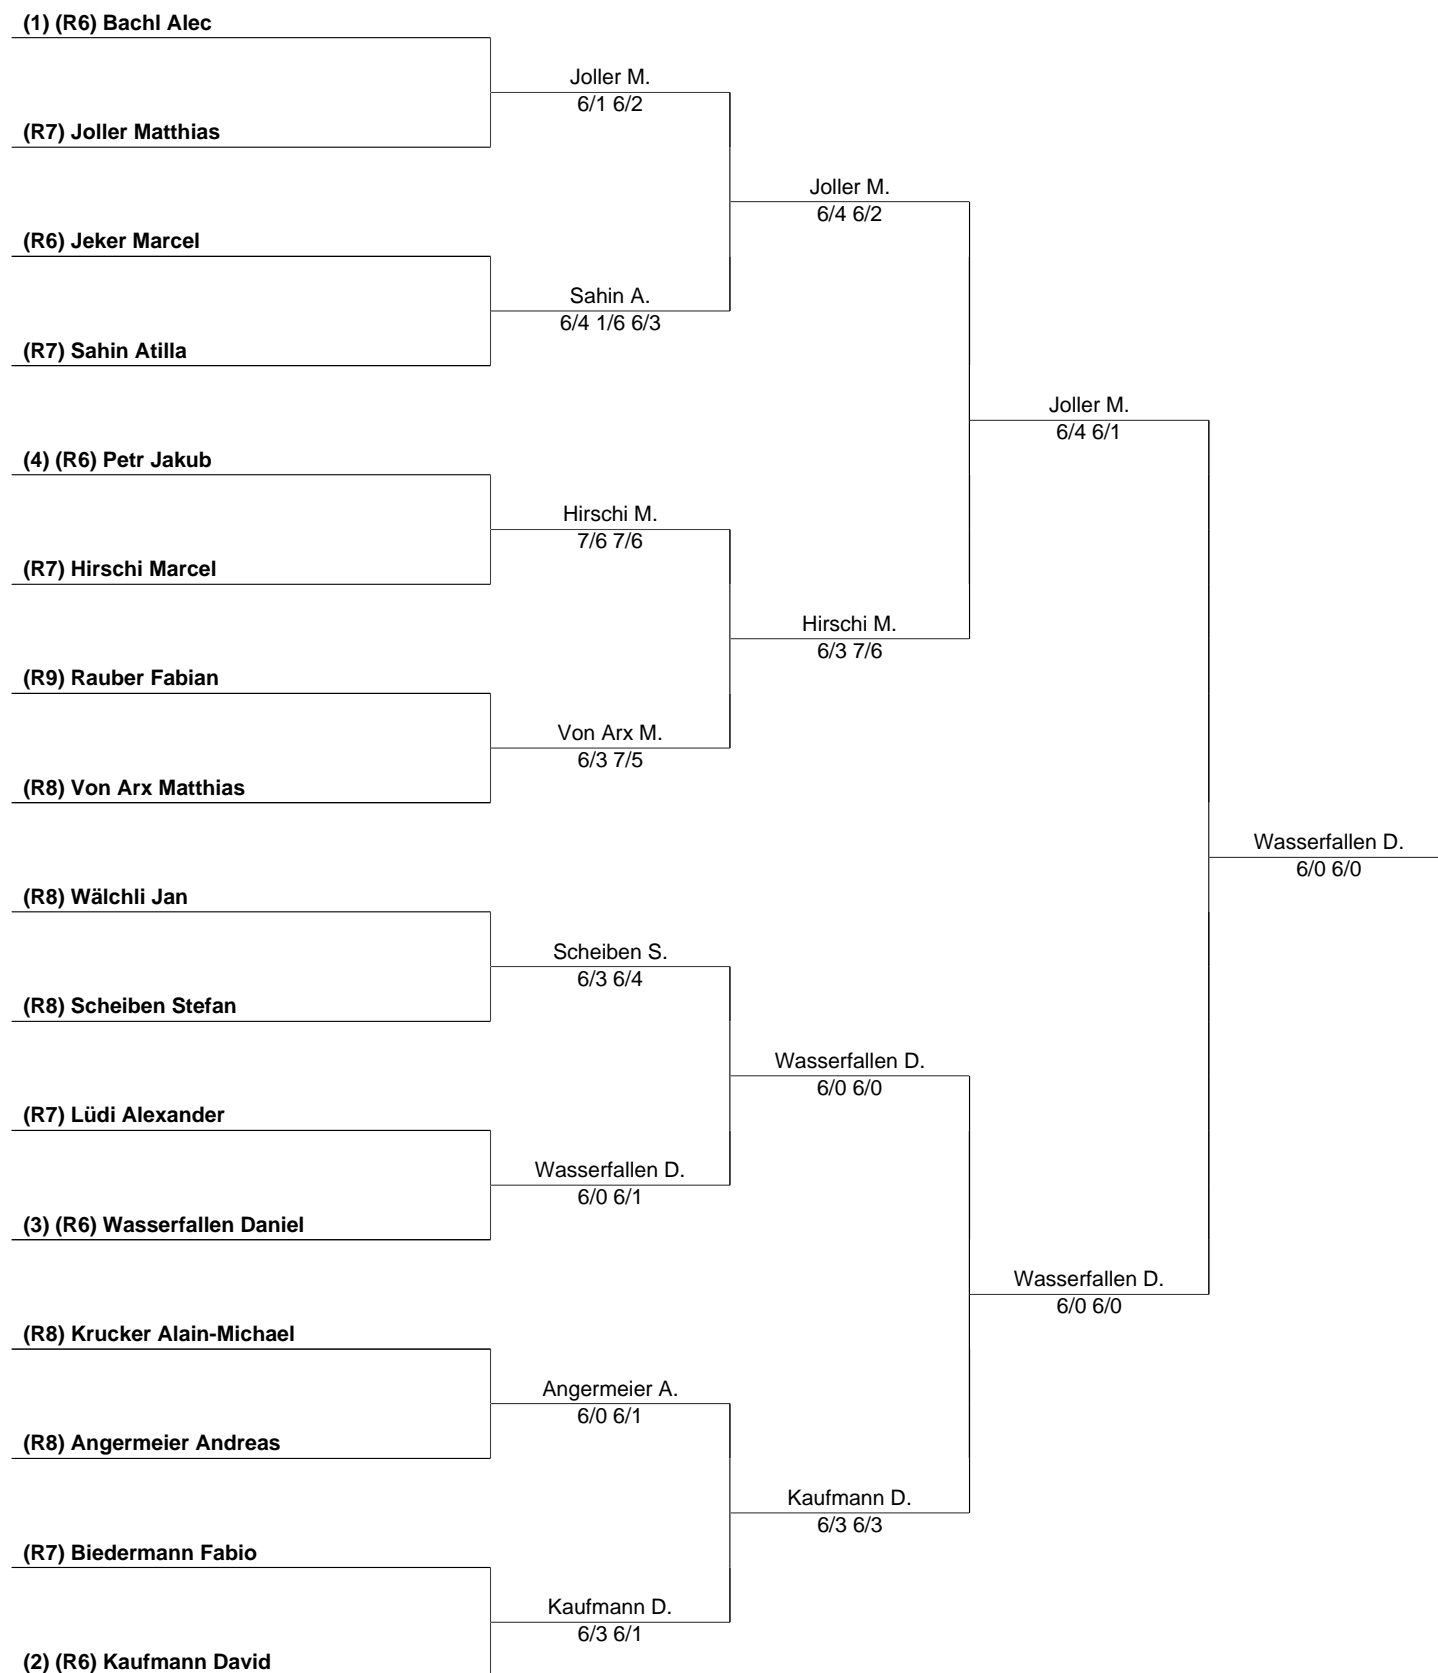 (1) (R6) Bachl Alec
Joller M.
6/1 6/2
(R7) Joller Matthias
Joller M.
6/4 6/2
(R6) Jeker Marcel
Sahin A.
6/4 1/6 6/3
(R7) Sahin Atilla
Joller M.
6/4 6/1
(4) (R6) Petr Jakub
Hirschi M.
7/6 7/6
(R7) Hirschi Marcel
Hirschi M.
6/3 7/6
(R9) Rauber Fabian
Von Arx M.
6/3 7/5
(R8) Von Arx Matthias
Wasserfallen D.
6/0 6/0
(R8) Wälchli Jan
Scheiben S.
6/3 6/4
(R8) Scheiben Stefan
Wasserfallen D.
6/0 6/0
(R7) Lüdi Alexander
Wasserfallen D.
6/0 6/1
(3) (R6) Wasserfallen Daniel
Wasserfallen D.
6/0 6/0
(R8) Krucker Alain-Michael
Angermeier A.
6/0 6/1
(R8) Angermeier Andreas
Kaufmann D.
6/3 6/3
(R7) Biedermann Fabio
Kaufmann D.
6/3 6/1
(2) (R6) Kaufmann David